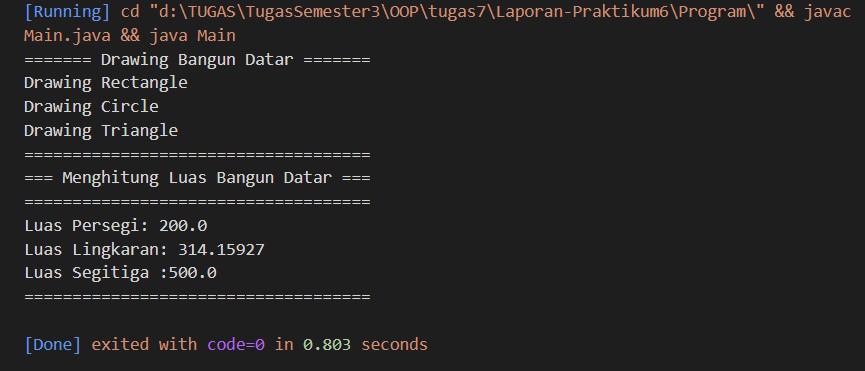 [Running] cd "d:\TUGAS\TugasSemester3\OOP\tugas7\Laporan-Praktikum6\Program\" && javac
Main.java && java Main
======= Drawing Bangun Datar =======
Drawing Rectangle
Drawing Circle
Drawing Triangle
====================================
=== Menghitung Luas Bangun Datar ===
====================================
Luas Persegi: 200.0
Luas Lingkaran: 314.15927
Luas Segitiga :500.0
====================================
[Done] exited with code=0 in 0.803 seconds